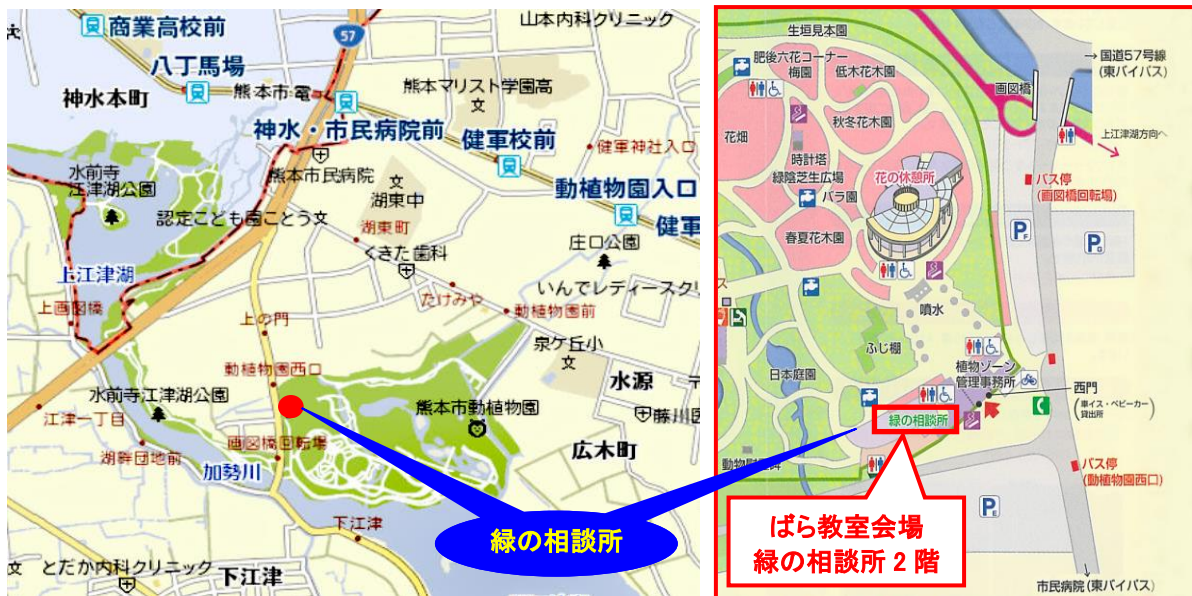 商業高校前
八丁馬場
神水本町
熊本市電
57
山本内科クリニック
熊本マリスト学園高
文
神水・市民病院前
健軍校前
健軍神社入口
水前寺
江津湖公園
熊本市民病院
文
湖東中
動植物園入口
健軍
認定こども園ことう文
湖東町
くきた歯科
庄口公園
上江津湖
いんでレディースクリ
たけみや
動植物園前
上画図橋
上の門
泉ケ丘小
文
動植物園西口
水源
水前寺江津湖公園
熊本市動植物園
藤川医
江津一丁目
画図橋回転場
広木町
湖畔団地前
加勢川
下江津
緑の相談所
文
とだか内科クリニック
下江津
生垣見本園
国道57号線
(東バイパス)
肥後六花コーナー
梅園
低木花木園
画図橋
花畑
秋冬花木園
上江津湖方向へ
時計塔
緑陰芝生広場
花の休憩所
バス停
(画図橋回転場)
バラ園
春夏花木園
PF
PG
ス
噴水
ふじ棚
日本庭園
植物ゾーン
管理事務所
西門
(車イス・ベビーカー
貸出所)
緑の相談所
動物慰霊碑
バス停
(動植物園西口)
PE
ばら教室会場
緑の相談所2階
市民病院(東バイパス)